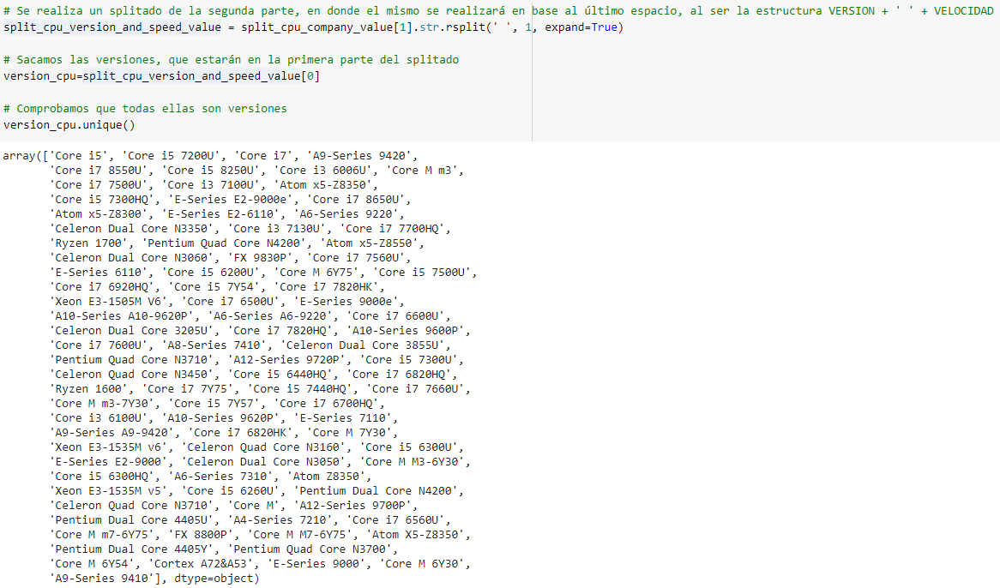 # Se realiza un splitado de la segunda parte, en donde el mismo se realizará en base al último espacio, al ser la estructura VERSION + ' ' + VELOCIDAD
split_cpu_version_and_speed_value = split_cpu_company_value[1].str.rsplit(' ', 1, expand=True)
# Sacamos las versiones, que estarán en la primera parte del splitado
version_cpu=split_cpu_version_and_speed_value[0]
# Comprobamos que todas ellas son versiones
version_cpu.unique()
array(['Core i5', 'Core i5 7200U', 'Core i7', 'A9-Series 9420',
'Core i7 8550U', 'Core i5 8250U', 'Core i3 6006U', 'Core M m3',
'Core i7 7500U', 'Core i3 7100U', 'Atom x5-Z8350',
'Core i5 7300HQ', 'E-Series E2-9000e', 'Core i7 8650U',
'Atom x5-Z8300', 'E-Series E2-6110', 'A6-Series 9220',
'Celeron Dual Core N3350', 'Core i3 7130U', 'Core i7 7700HQ',
'Ryzen 1700', 'Pentium Quad Core N4200', 'Atom x5-Z8550',
'Celeron Dual Core N3060', 'FX 9830P', 'Core i7 7560U',
'E-Series 6110', 'Core i5 6200U', 'Core M 6Y75', 'Core i5 7500U',
'Core i7 6920HQ', 'Core i5 7Y54', 'Core i7 7820HK',
'Xeon E3-1505M V6', 'Core i7 6500U', 'E-Series 9000e',
'A10-Series A10-9620P', 'A6-Series A6-9220', 'Core i7 6600U',
'Celeron Dual Core 3205U', 'Core i7 7820HQ', 'A10-Series 9600P',
'Core i7 7600U', 'A8-Series 7410', 'Celeron Dual Core 3855U',
'Pentium Quad Core N3710', 'A12-Series 9720P', 'Core i5 7300U',
'Celeron Quad Core N3450', 'Core i5 6440HQ', 'Core i7 6820HQ',
'Ryzen 1600', 'Core i7 7Y75', 'Core i5 7440HQ', 'Core i7 7660U',
'Core M m3-7Y30', 'Core i5 7Y57', 'Core i7 6700HQ',
'Core i3 6100U', 'A10-Series 9620P', 'E-Series 7110',
'A9-Series A9-9420', 'Core i7 6820HK', 'Core M 7Y30',
'Xeon E3-1535M v6', 'Celeron Quad Core N3160', 'Core i5 6300U',
'E-Series E2-9000', 'Celeron Dual Core N3050', 'Core M M3-6Y30',
'Core i5 6300HQ', 'A6-Series 7310', 'Atom Z8350',
'Xeon E3-1535M v5', 'Core i5 6260U', 'Pentium Dual Core N4200',
'Celeron Quad Core N3710', 'Core M', 'A12-Series 9700P',
'Pentium Dual Core 4405U', 'A4-Series 7210', 'Core i7 6560U',
'Core M m7-6Y75', 'FX 8800P', 'Core M M7-6Y75', 'Atom X5-Z8350',
'Pentium Dual Core 4405Y', 'Pentium Quad Core N3700',
'Core M 6Y54', 'Cortex A72&A53', 'E-Series 9000', 'Core M 6Y30',
'A9-Series 9410'], dtype=object)